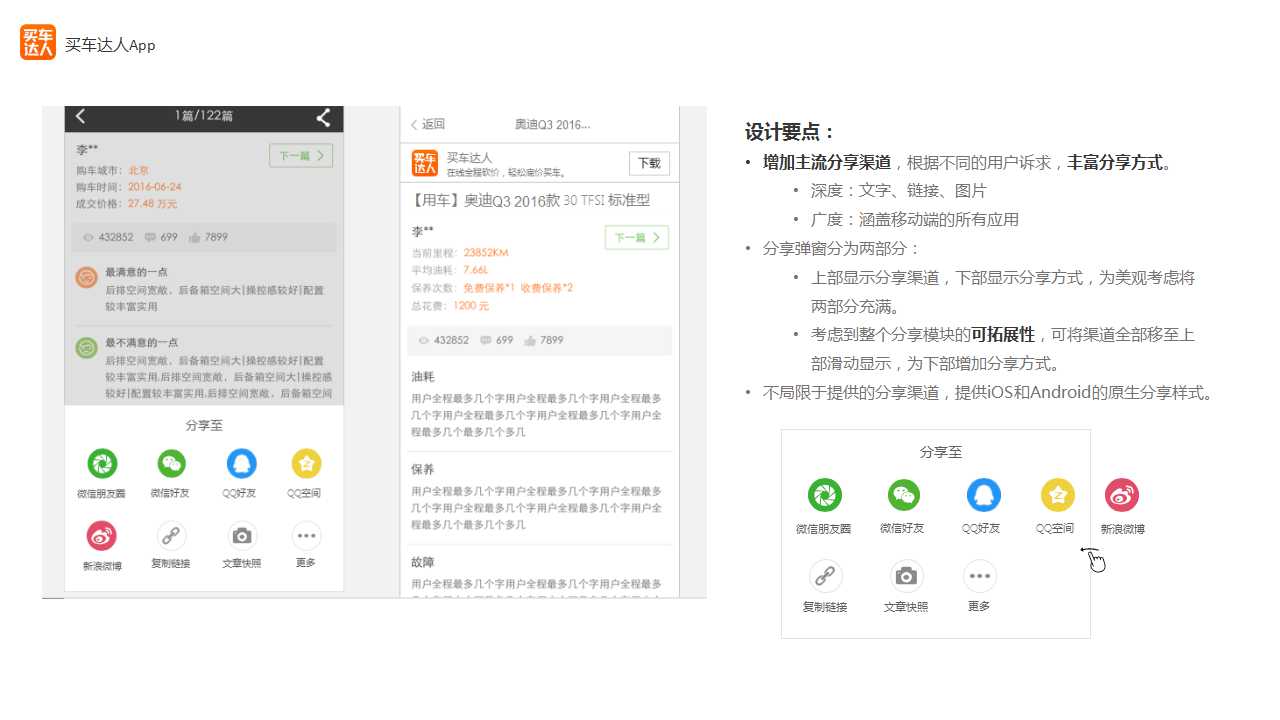 买车
达人
买车达人App
1篇/122篇
李**
下一篇
购车城市：北京
购车时间：2016-06-24
成交价格：27.48 万元
432852 699 7899
最满意的一点
后排空间宽敞、后备箱空间大|操控感较好|配置
较丰富实用
最不满意的一点
后排空间宽敞、后备箱空间大|操控感较好|配置
较丰富实用,后排空间宽敞、后备箱空间大|操控感
较好|配置较丰富实用,后排空间宽敞、后备箱空间
分享至
微信朋友圈 微信好友 QQ好友 QQ空间
新浪微博 复制链接 文章快照 更多
返回 奥迪Q3 2016...
买车
达人
买车达人
在线全程砍价，轻松底价买车。
下载
【用车】奥迪Q3 2016款 30 TFSI 标准型
李**
下一篇
当前里程：23852KM
平均油耗：7.66L
保养次数：免费保养*1 收费保养*2
总花费：1200 元
432852 699 7899
油耗
用户全程最多几个字用户全程最多几个字用户全程最多
几个字用户全程最多几个字用户全程最多几个字用户全
程最多几个最多几个多几
保养
用户全程最多几个字用户全程最多几个字用户全程最多
几个字用户全程最多几个字用户全程最多几个字用户全
程最多几个最多几个多几
故障
用户全程最多几个字用户全程最多几个字用户全程最多
设计要点：
• 增加主流分享渠道，根据不同的用户诉求，丰富分享方式。
• 深度：文字、链接、图片
• 广度：涵盖移动端的所有应用
• 分享弹窗分为两部分：
• 上部显示分享渠道，下部显示分享方式，为美观考虑将
两部分充满。
• 考虑到整个分享模块的可拓展性，可将渠道全部移至上
部滑动显示，为下部增加分享方式。
• 不局限于提供的分享渠道，提供iOS和Android的原生分享样式。
分享至
微信朋友圈 微信好友 QQ好友 QQ空间 新浪微博
复制链接 文章快照 更多